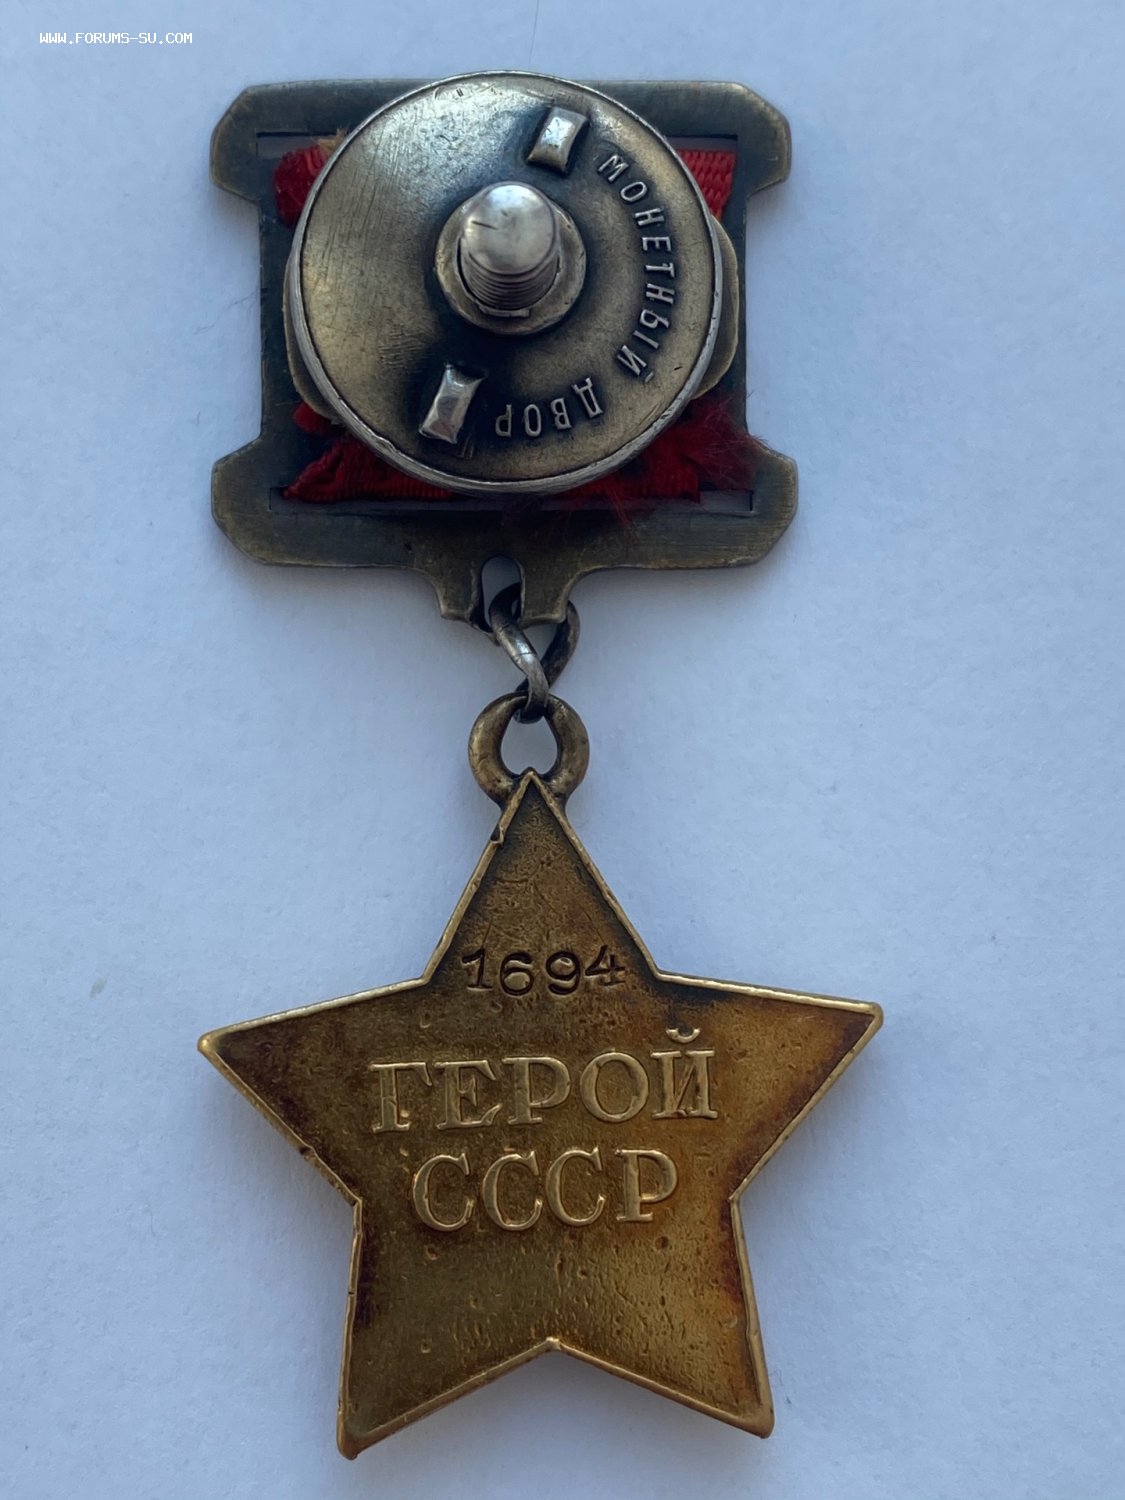 WWW.FORUMS-SU.COM
МОНЕТНЫЙ ДВОР
1694
ГЕРОЙ
СССР